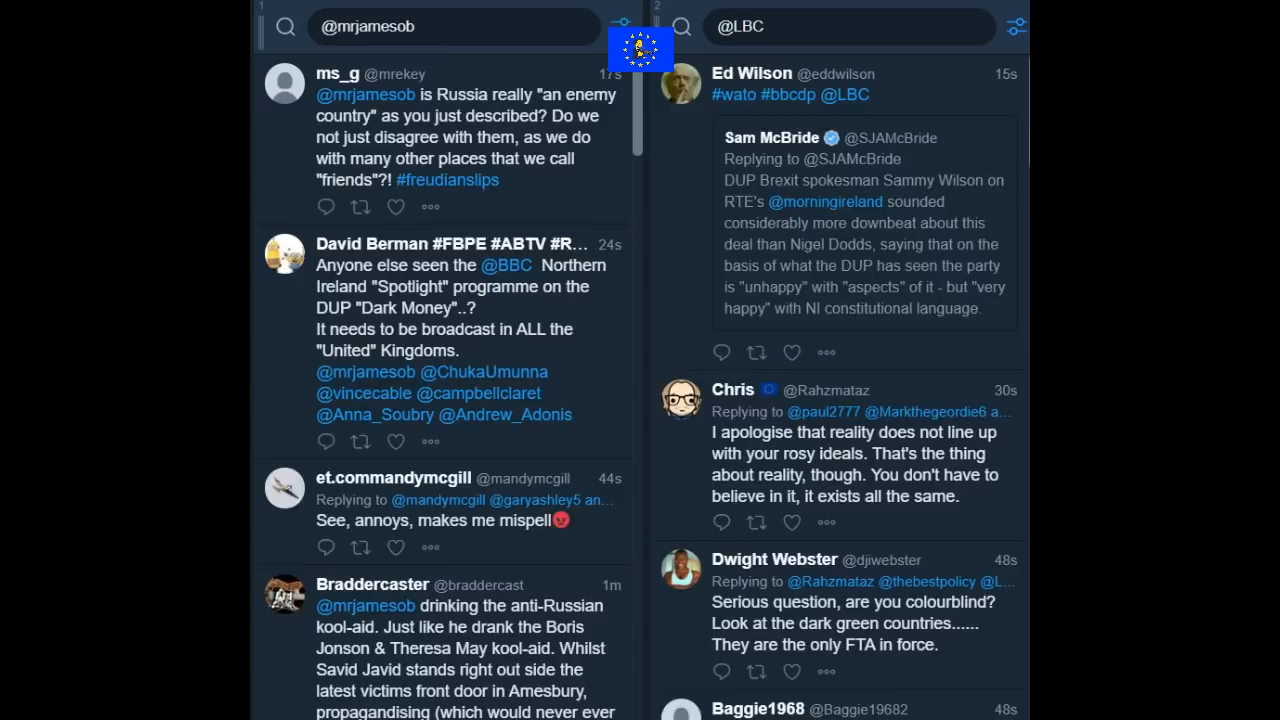 1
@mrjamesob
ms_g @mrekey 17s
@mrjamesob is Russia really "an enemy
country" as you just described? Do we
not just disagree with them, as we do
with many other places that we call
"friends"?! #freudianslips
David Berman #FBPE #ABTV #R... 24s
Anyone else seen the @BBC Northern
Ireland "Spotlight" programme on the
DUP "Dark Money"..?
It needs to be broadcast in ALL the
"United" Kingdoms.
@mrjamesob @ChukaUmunna
@vincecable @campbellclaret
@Anna_Soubry @Andrew_Adonis
et.commandymcgill @mandymcgill 44s
Replying to @mandymcgill @garyashley5 an...
See, annoys, makes me mispell
Braddercaster @braddercast 1m
@mrjamesob drinking the anti-Russian
kool-aid. Just like he drank the Boris
Jonson & Theresa May kool-aid. Whilst
Savid Javid stands right out side the
latest victims front door in Amesbury,
propagandising (which would never ever
2
@LBC
Ed Wilson @eddwilson 15s
#wato #bbcdp @LBC
Sam McBride @SJAMcBride
Replying to @SJAMcBride
DUP Brexit spokesman Sammy Wilson on
RTE's @morningireland sounded
considerably more downbeat about this
deal than Nigel Dodds, saying that on the
basis of what the DUP has seen the party
is "unhappy" with "aspects" of it - but "very
happy" with NI constitutional language.
Chris @Rahzmataz 30s
Replying to @paul2777 @Markthegeordie6 a...
I apologise that reality does not line up
with your rosy ideals. That's the thing
about reality, though. You don't have to
believe in it, it exists all the same.
Dwight Webster @djiwebster 48s
Replying to @Rahzmataz @thebestpolicy @L...
Serious question, are you colourblind?
Look at the dark green countries......
They are the only FTA in force.
Baggie1968 @Baggie19682 48s